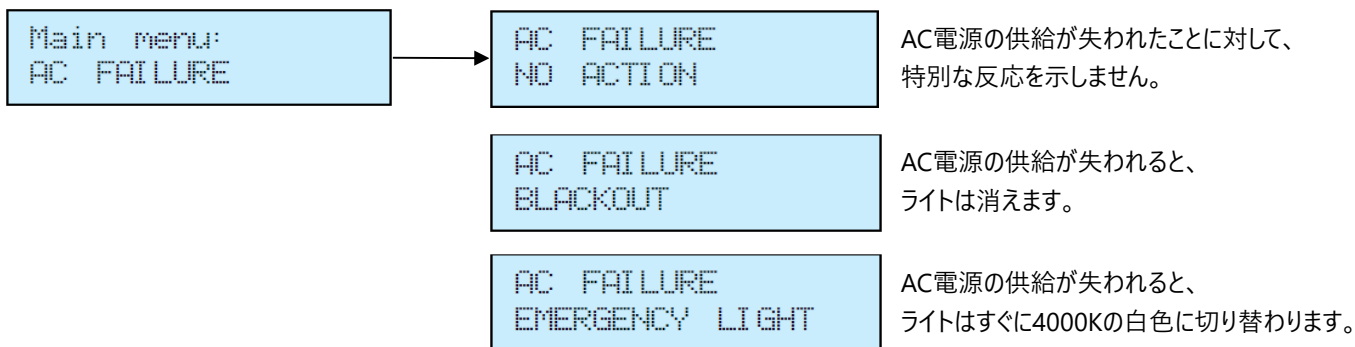 Main menu:
AC FAILURE
AC FAILURE
NO ACTION
AC電源の供給が失われたことに対して、
特別な反応を示しません。
AC FAILURE
BLACKOUT
AC電源の供給が失われると、
ライトは消えます。
AC FAILURE
EMERGENCY LIGHT
AC電源の供給が失われると、
ライトはすぐに4000Kの白色に切り替わります。